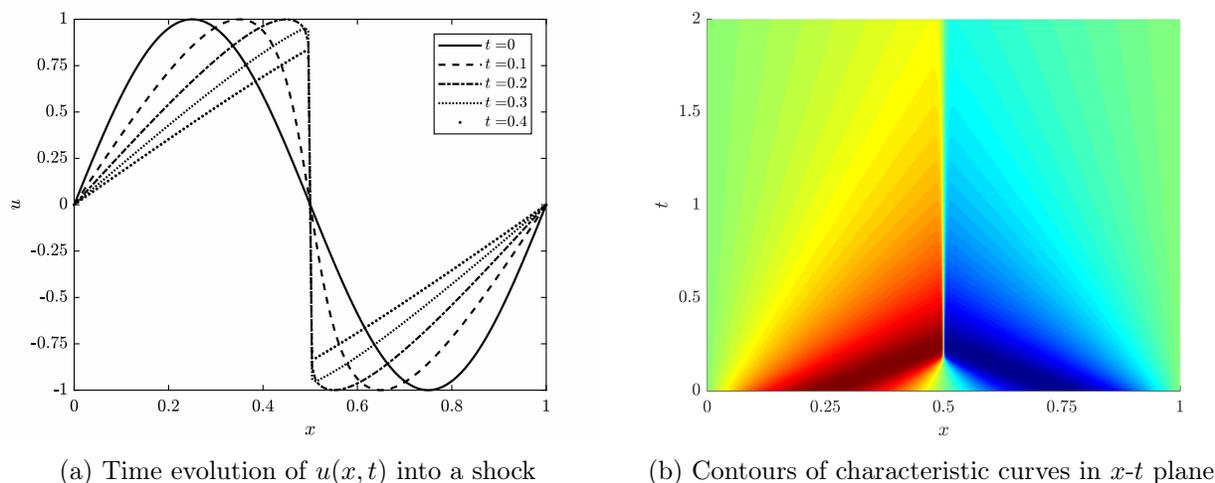 1
0.75
0.5
0.25
0
-0.25
-0.5
-0.75
-1
u
0
0.2
0.4
0.6
0.8
1
x
t =0
t =0.1
t =0.2
t =0.3
t =0.4
(a) Time evolution of u(x, t) into a shock
2
1.5
1
0.5
0
t
0
0.25
0.5
0.75
1
x
(b) Contours of characteristic curves in x-t plane